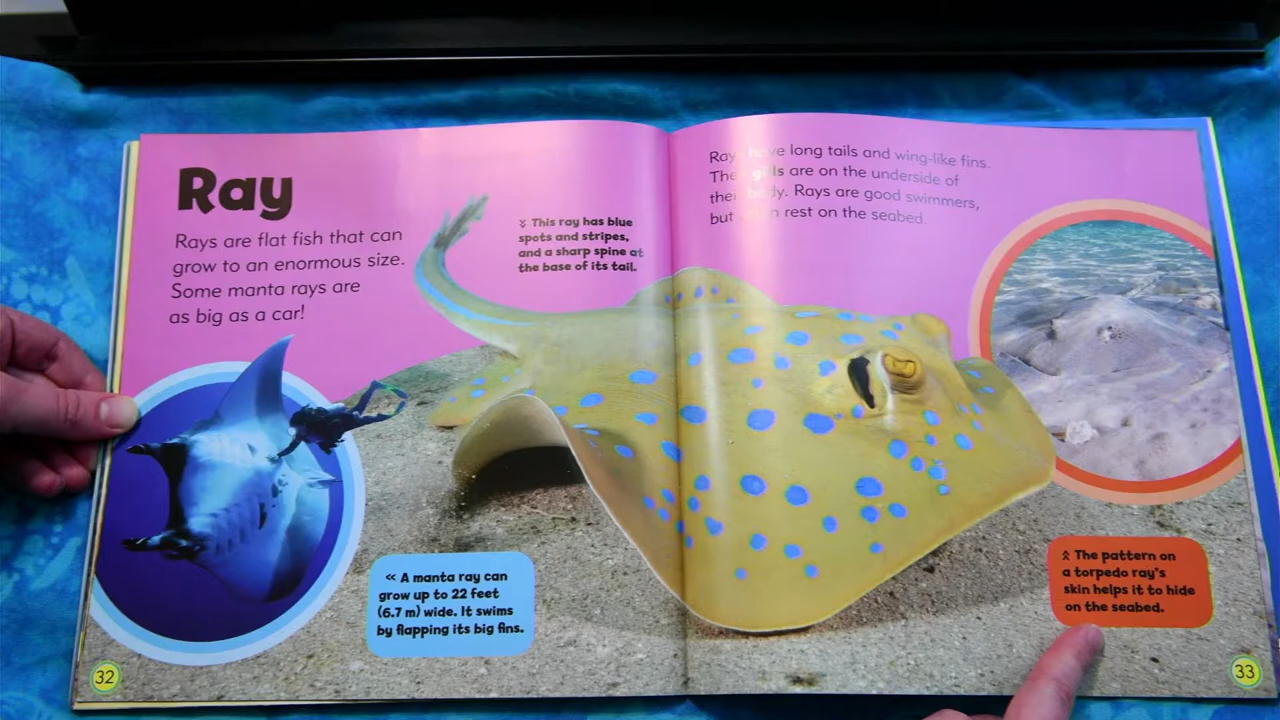 Ray
Rays are flat fish that can
grow to an enormous size.
Some manta rays are
as big as a car!
» This ray has blue
spots and stripes,
and a sharp spine at
the base of its tail.
« A manta ray can
grow up to 22 feet
(6.7 m) wide. It swims
by flapping its big fins.
32
have long tails and wing-like fins.
gills are on the underside of
body. Rays are good swimmers,
but rest on the seabed.
« The pattern on
a torpedo ray's
skin helps it to hide
on the seabed.
33